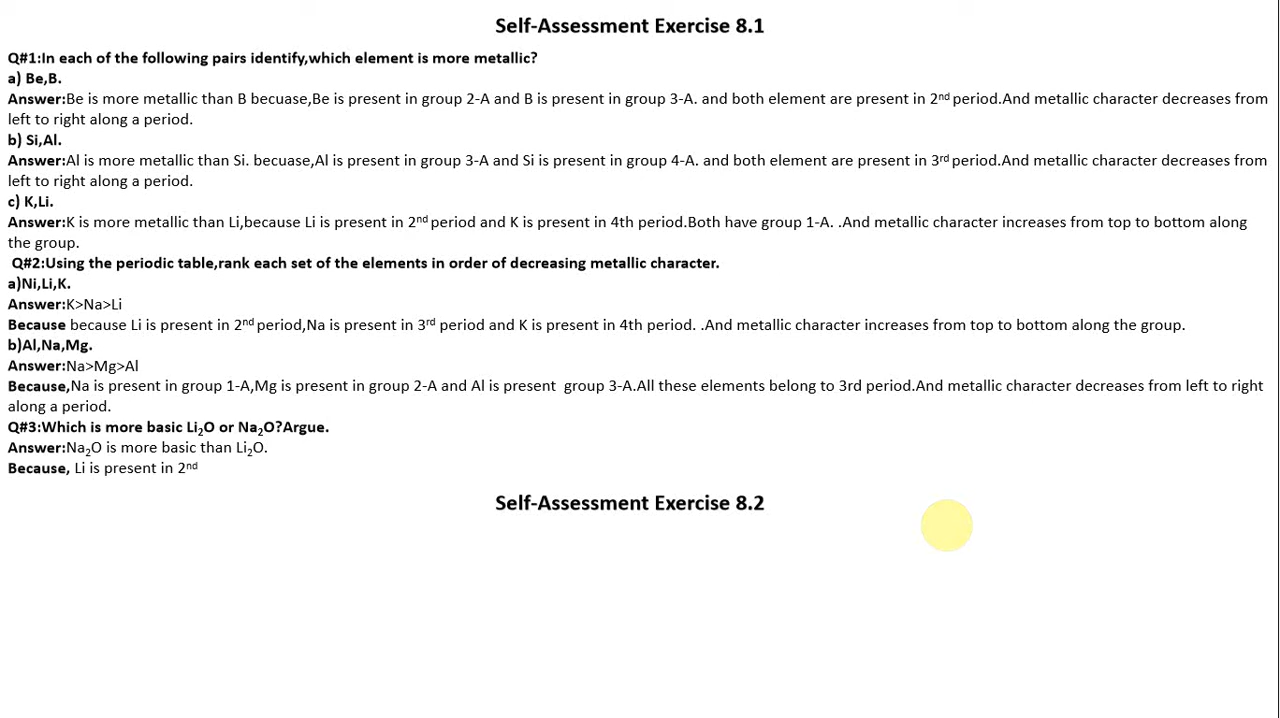 Self-Assessment Exercise 8.1
Q#1:In each of the following pairs identify,which element is more metallic?
a) Be,B.
Answer:Be is more metallic than B becuase,Be is present in group 2-A and B is present in group 3-A. and both element are present in 2nd period.And metallic character decreases from
left to right along a period.
b) Si,Al.
Answer:Al is more metallic than Si. becuase,Al is present in group 3-A and Si is present in group 4-A. and both element are present in 3rd period.And metallic character decreases from
left to right along a period.
c) K,Li.
Answer:K is more metallic than Li,because Li is present in 2nd period and K is present in 4th period.Both have group 1-A. .And metallic character increases from top to bottom along
the group.
Q#2:Using the periodic table,rank each set of the elements in order of decreasing metallic character.
a)Ni,Li,K.
Answer:K>Na>Li
Because because Li is present in 2nd period,Na is present in 3rd period and K is present in 4th period. .And metallic character increases from top to bottom along the group.
b)Al,Na,Mg.
Answer:Na>Mg>Al
Because,Na is present in group 1-A,Mg is present in group 2-A and Al is present  group 3-A.All these elements belong to 3rd period.And metallic character decreases from left to right
along a period.
Q#3:Which is more basic Li₂O or Na₂O?Argue.
Answer:Na₂O is more basic than Li₂O.
Because, Li is present in 2nd
Self-Assessment Exercise 8.2